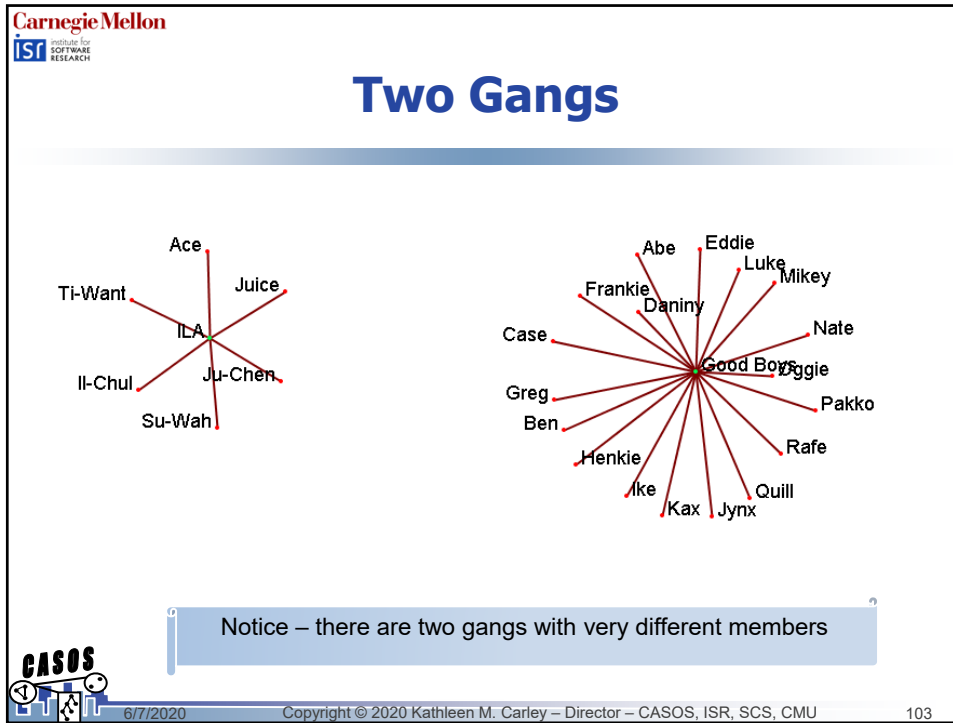 Carnegie Mellon
isr institute for
SOFTWARE
RESEARCH
Two Gangs
Ace
Juice
Ti-Want
ILA
Il-Chul
Ju-Chen
Su-Wah
Abe
Eddie
Luke
Mikey
Frankie
Daniny
Case
Nate
Good Boys
Oggie
Greg
Pakko
Ben
Rafe
Henkie
Ike
Quill
Kax
Jynx
Notice – there are two gangs with very different members
CASOS
6/7/2020
Copyright © 2020 Kathleen M. Carley – Director – CASOS, ISR, SCS, CMU
103